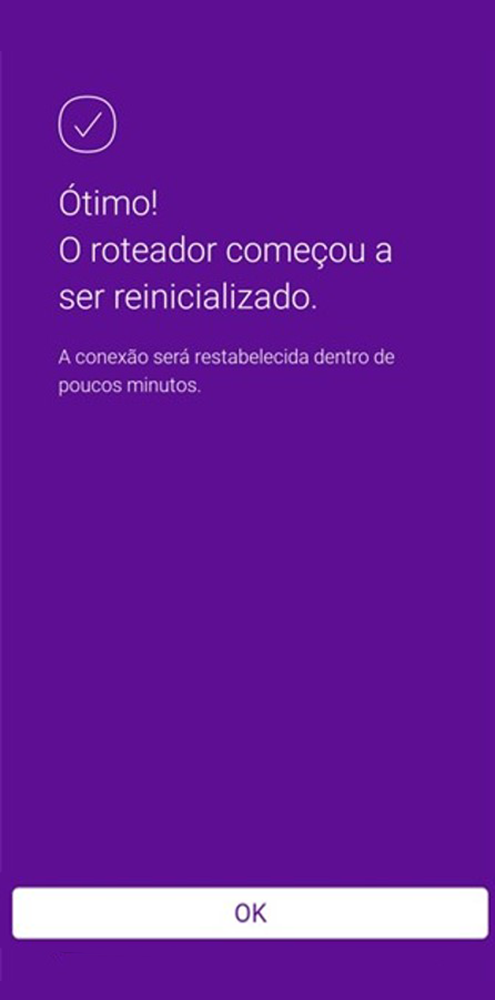 Ótimo!
O roteador começou a
ser reinicializado.
A conexão será restabelecida dentro de
poucos minutos.
OK